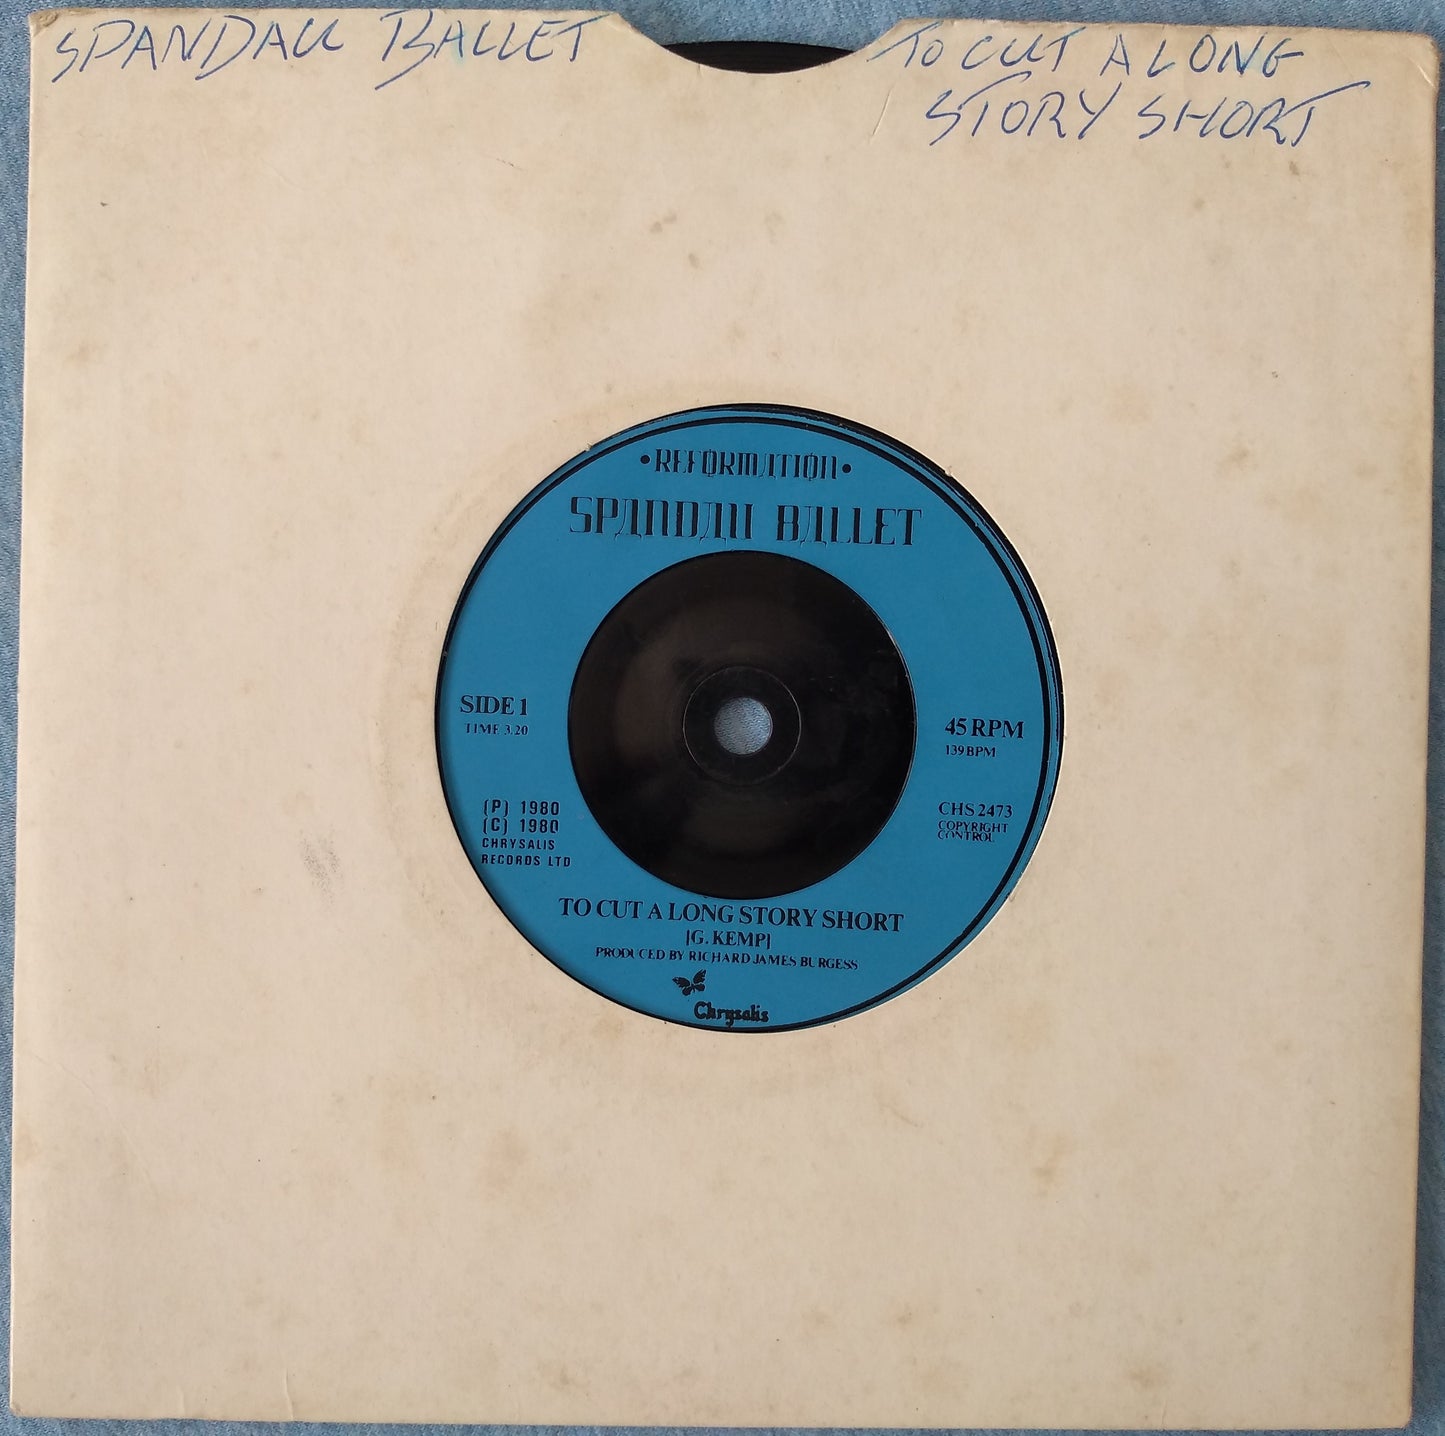 SPANDAU BALLET
TO CUT A LONG
STORY SHORT
•REFORMATION•
SPANDAU BALLET
SIDE 1
TIME 3.20
45 RPM
139 BPM
(P) 1980
(C) 1980
CHRYSALIS
RECORDS LTD
CHS 2473
COPYRIGHT
CONTROL
TO CUT A LONG STORY SHORT
(G. KEMP)
PRODUCED BY RICHARD JAMES BURGESS
Chrysalis